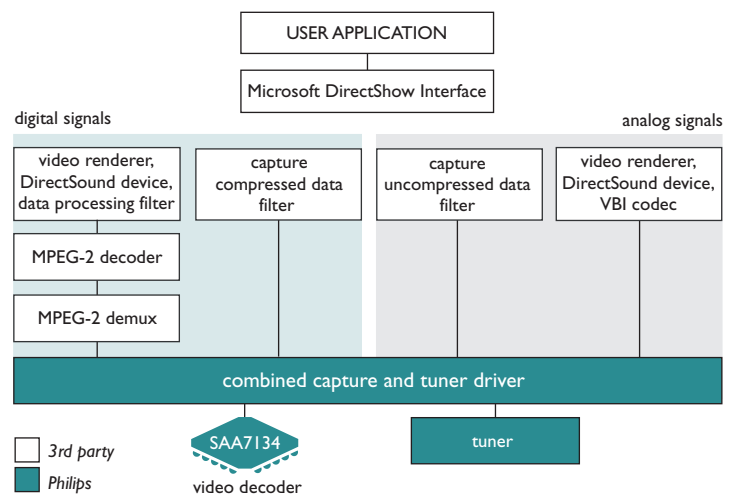 USER APPLICATION
Microsoft DirectShow Interface
digital signals
analog signals
video renderer,
DirectSound device,
data processing filter
capture
compressed data
filter
capture
uncompressed data
filter
video renderer,
DirectSound device,
VBI codec
MPEG-2 decoder
MPEG-2 demux
combined capture and tuner driver
SAA7134
video decoder
tuner
3rd party
Philips